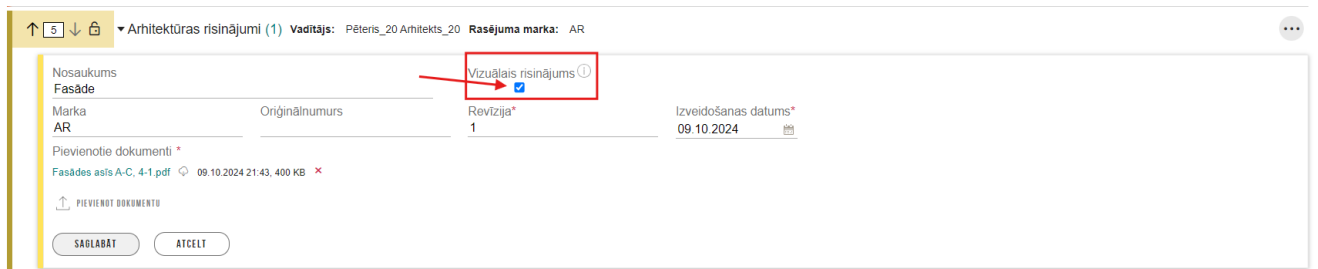 5 Arhitektūras risinājumi (1) Vadītājs: Pēteris_20 Arhitekts_20 Rasējuma marka: AR
Nosaukums Vizuālais risinājums
Fasāde
Marka Oriģinālnumurs Revīzija* Izveidošanas datums*
AR 1 09.10.2024
Pievienotie dokumenti *
Fasādes asīs A-C, 4-1.pdf 09.10.2024 21:43, 400 KB
PIEVIENOT DOKUMENTU
SAGLABĀT ATCELT